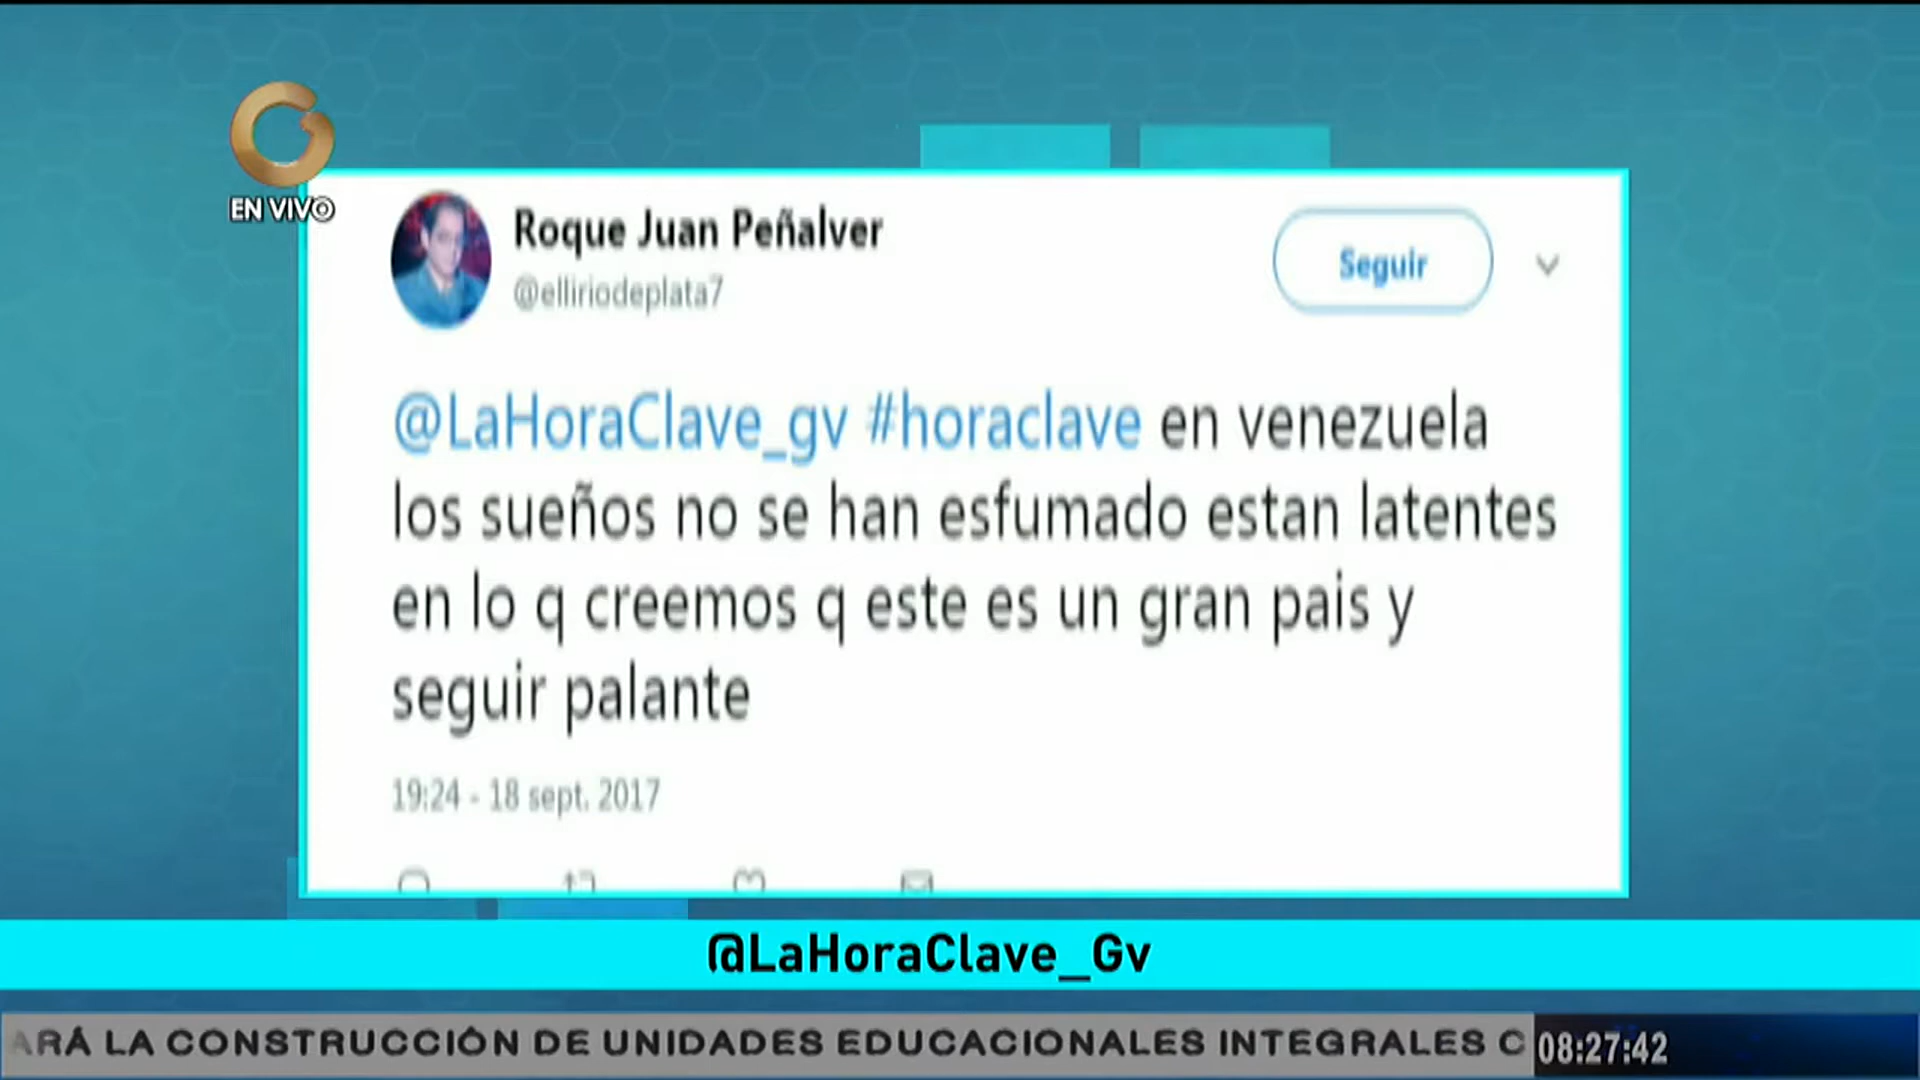 EN VIVO
Roque Juan Peñalver
@elliriodeplata7
Seguir
@LaHoraClave_gv #horaclave en venezuela
los sueños no se han esfumado estan latentes
en lo q creemos q este es un gran pais y
seguir palante
19:24 - 18 sept. 2017
@LaHoraClave_Gv
ARÁ LA CONSTRUCCIÓN DE UNIDADES EDUCACIONALES INTEGRALES C
08:27:42